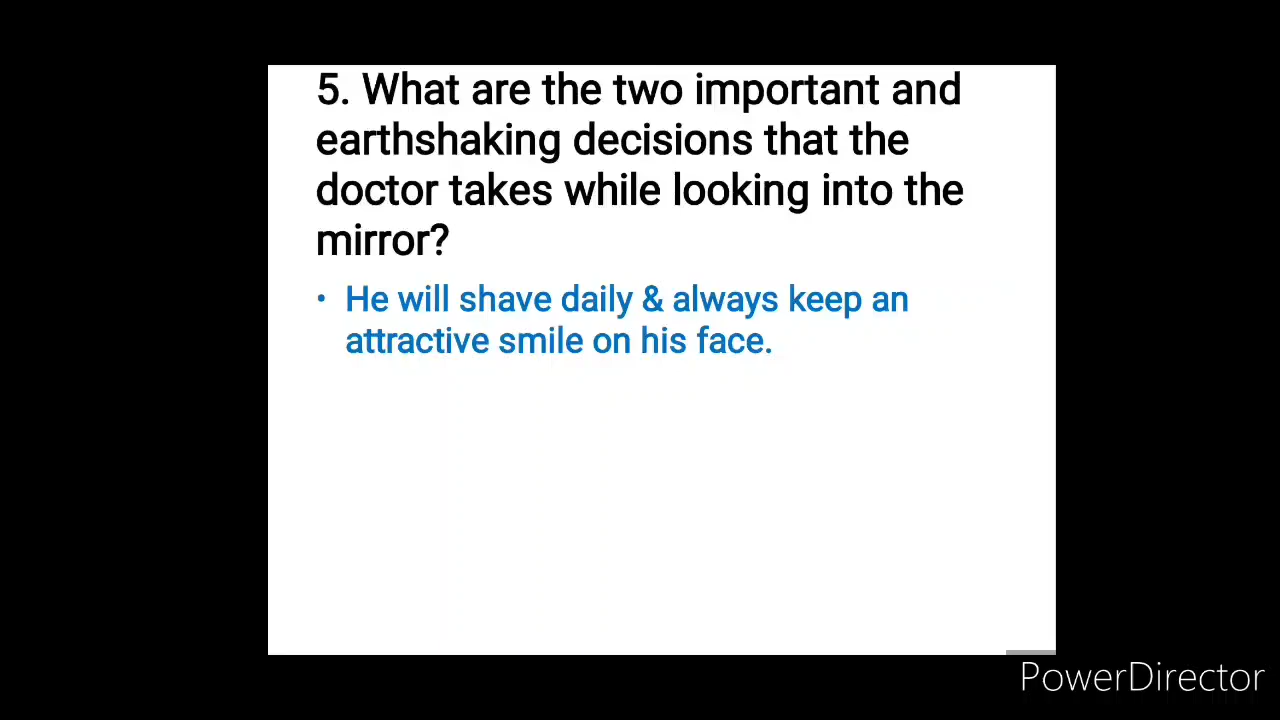 5. What are the two important and
earthshaking decisions that the
doctor takes while looking into the
mirror?
• He will shave daily & always keep an
attractive smile on his face.
PowerDirector